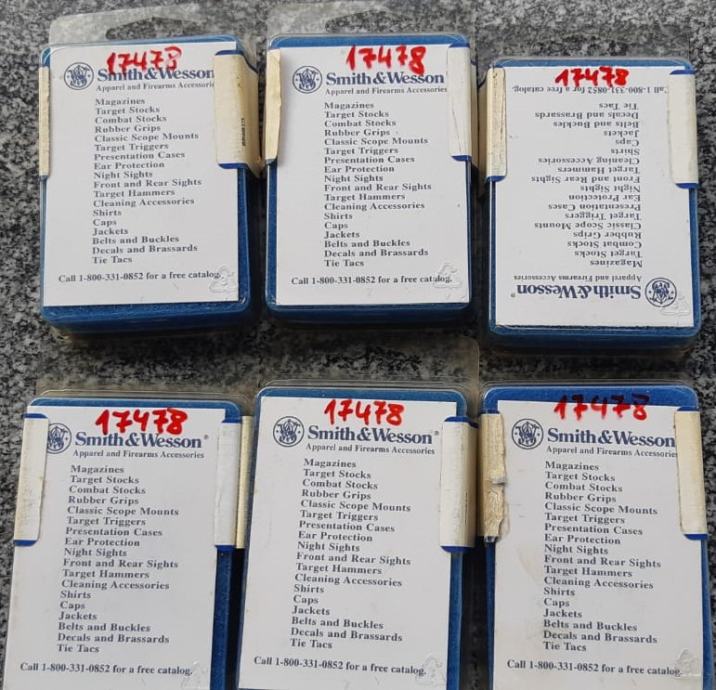 17478
Smith & Wesson
Apparel and Firearms Accessories
Magazines
Target Stocks
Combat Stocks
Rubber Grips
Classic Scope Mounts
Target Triggers
Presentation Cases
Ear Protection
Night Sights
Front and Rear Sights
Target Hammers
Cleaning Accessories
Shirts
Caps
Jackets
Belts and Buckles
Decals and Brassards
Tie Tacs
Call 1-800-331-0852 for a free catalog.
17478
Smith & Wesson
Apparel and Firearms Accessories
Magazines
Target Stocks
Combat Stocks
Rubber Grips
Classic Scope Mounts
Target Triggers
Presentation Cases
Ear Protection
Night Sights
Front and Rear Sights
Target Hammers
Cleaning Accessories
Shirts
Caps
Jackets
Belts and Buckles
Decals and Brassards
Tie Tacs
Call 1-800-331-0852 for a free catalog.
17478
Smith & Wesson
Apparel and Firearms Accessories
Magazines
Target Stocks
Combat Stocks
Rubber Grips
Classic Scope Mounts
Target Triggers
Presentation Cases
Ear Protection
Night Sights
Front and Rear Sights
Target Hammers
Cleaning Accessories
Shirts
Caps
Jackets
Belts and Buckles
Decals and Brassards
Tie Tacs
Call 1-800-331-0852 for a free catalog.
17478
Smith & Wesson®
Apparel and Firearms Accessories
Magazines
Target Stocks
Combat Stocks
Rubber Grips
Classic Scope Mounts
Target Triggers
Presentation Cases
Ear Protection
Night Sights
Front and Rear Sights
Target Hammers
Cleaning Accessories
Shirts
Caps
Jackets
Belts and Buckles
Decals and Brassards
Tie Tacs
Call 1-800-331-0852 for a free catalog.
17478
Smith & Wesson®
Apparel and Firearms Accessories
Magazines
Target Stocks
Combat Stocks
Rubber Grips
Classic Scope Mounts
Target Triggers
Presentation Cases
Ear Protection
Night Sights
Front and Rear Sights
Target Hammers
Cleaning Accessories
Shirts
Caps
Jackets
Belts and Buckles
Decals and Brassards
Tie Tacs
Call 1-800-331-0852 for a free catalog.
17478
Smith & Wesson
Apparel and Firearms Accessories
Magazines
Target Stocks
Combat Stocks
Rubber Grips
Classic Scope Mounts
Target Triggers
Presentation Cases
Ear Protection
Night Sights
Front and Rear Sights
Target Hammers
Cleaning Accessories
Shirts
Caps
Jackets
Belts and Buckles
Decals and Brassards
Tie Tacs
Call 1-800-331-0852 for a free catalog.